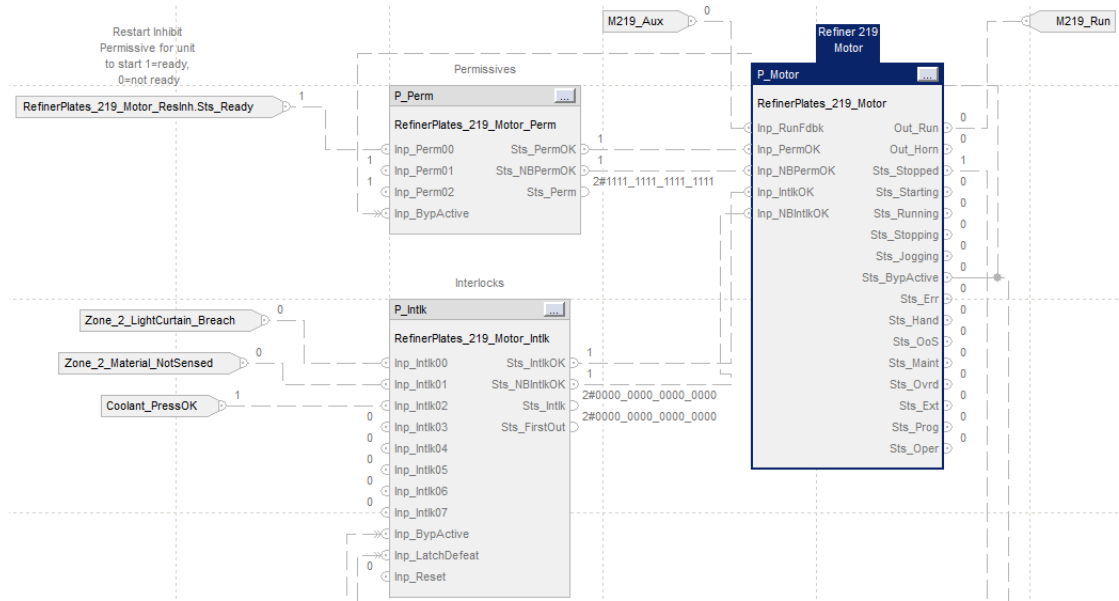 M219_Aux
0
0
M219_Run
Restart Inhibit
Permissive for unit
to start 1=ready,
0=not ready
Refiner 219
Motor
Permissives
RefinerPlates_219_Motor_ResInh.Sts_Ready
1
P_Perm
...
RefinerPlates_219_Motor_Perm
Inp_Perm00
Sts_PermOK
1
1
Inp_Perm01
Sts_NBPermOK
1
1
Inp_Perm02
Sts_Perm
2#1111_1111_1111_1111
Inp_BypActive
P_Motor
...
RefinerPlates_219_Motor
Inp_RunFdbk
Out_Run
Inp_PermOK
Out_Horn
0
Inp_NBPermOK
Sts_Stopped
1
Inp_IntlkOK
Sts_Starting
0
Inp_NBIntlkOK
Sts_Running
0
Sts_Stopping
0
Sts_Jogging
0
Sts_BypActive
0
Sts_Err
0
Sts_Hand
0
Sts_OoS
0
Sts_Maint
0
Sts_Ovrd
0
Sts_Ext
0
Sts_Prog
0
Sts_Oper
0
Interlocks
Zone_2_LightCurtain_Breach
0
Zone_2_Material_NotSensed
0
Coolant_PressOK
1
P_Intlk
...
RefinerPlates_219_Motor_Intlk
Inp_Intlk00
Sts_IntlkOK
1
Inp_Intlk01
Sts_NBIntlkOK
1
Inp_Intlk02
Sts_Intlk
2#0000_0000_0000_0000
0
Inp_Intlk03
Sts_FirstOut
2#0000_0000_0000_0000
0
Inp_Intlk04
0
Inp_Intlk05
0
Inp_Intlk06
0
Inp_Intlk07
Inp_BypActive
Inp_LatchDefeat
0
Inp_Reset